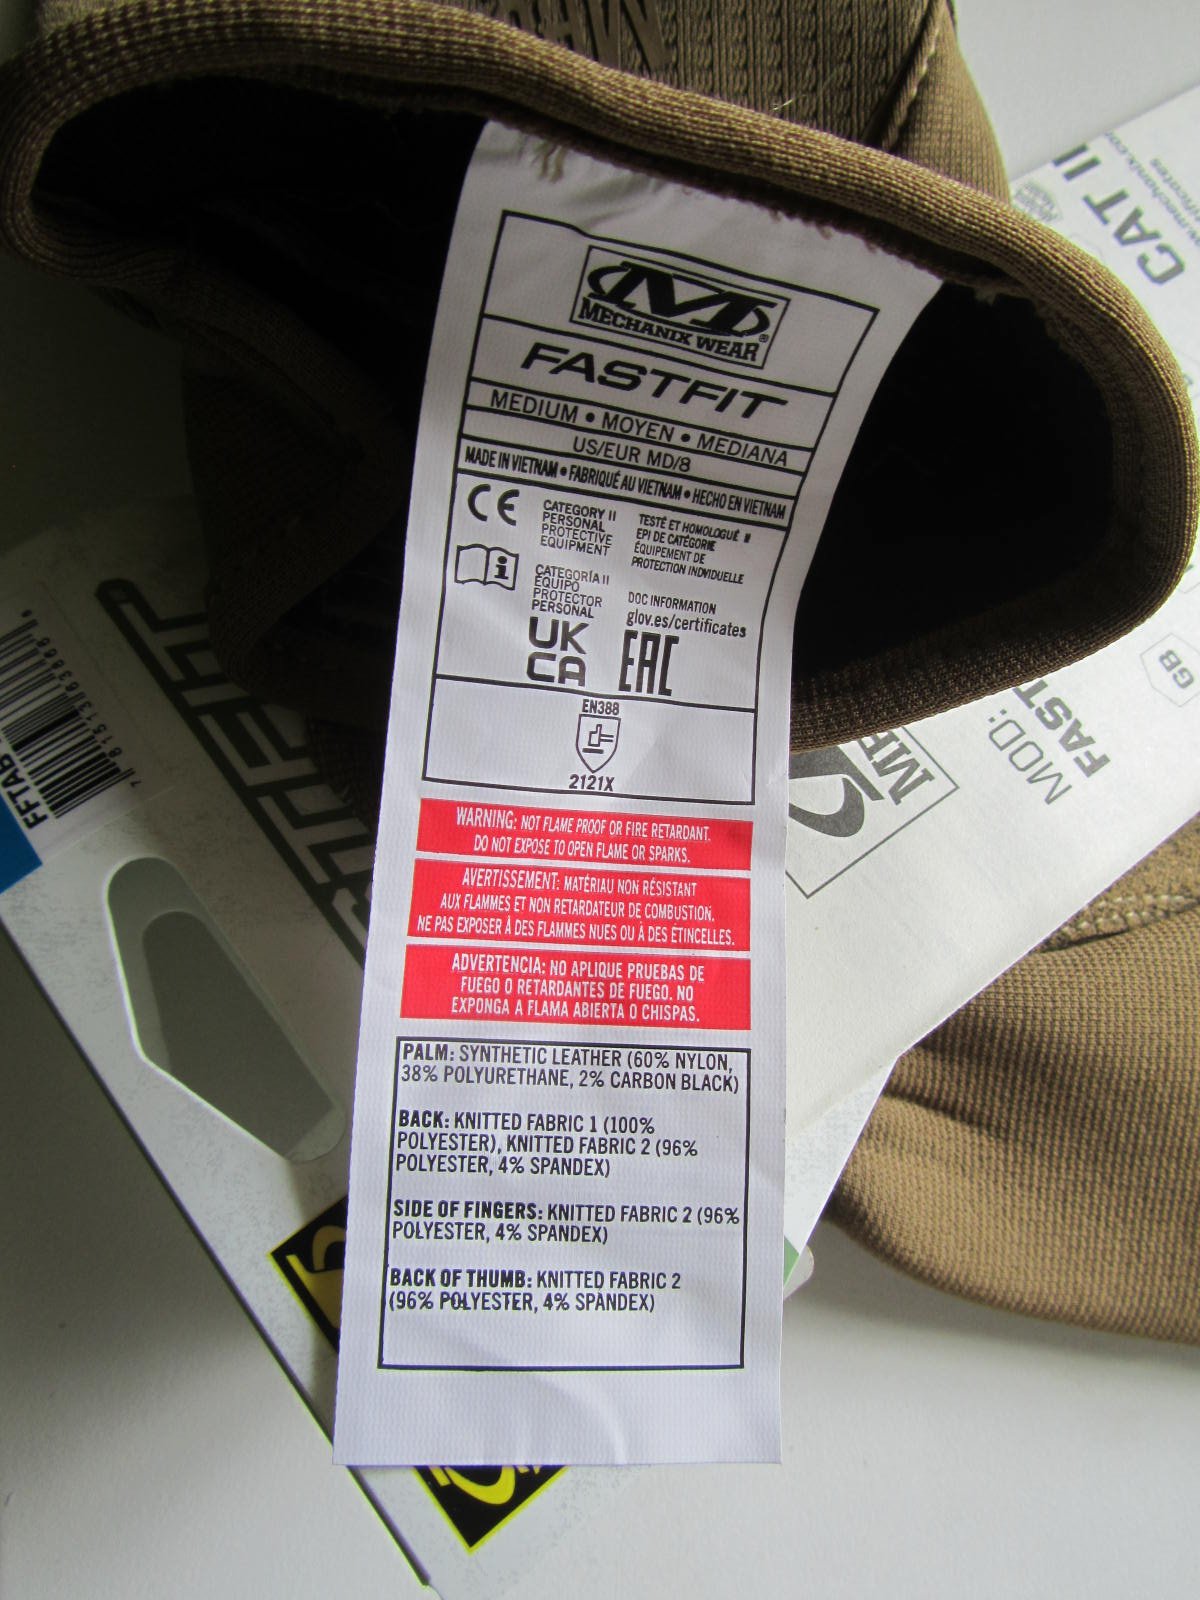 MECHANIX WEAR®
FASTFIT
MEDIUM • MOYEN • MEDIANA
US/EUR MD/8
MADE IN VIETNAM • FABRIQUÉ AU VIETNAM • HECHO EN VIETNAM
CE
CATEGORY II
PERSONAL
PROTECTIVE
EQUIPMENT
TESTÉ ET HOMOLOGUÉ II
EPI DE CATÉGORIE
ÉQUIPEMENT DE
PROTECTION INDIVIDUELLE
i
CATEGORÍA II
EQUIPO
PROTECTOR
PERSONAL
DOC INFORMATION
glov.es/certificates
UK
CA
EAC
EN388
2121X
WARNING: NOT FLAME PROOF OR FIRE RETARDANT.
DO NOT EXPOSE TO OPEN FLAME OR SPARKS.
AVERTISSEMENT: MATÉRIAU NON RÉSISTANT
AUX FLAMMES ET NON RETARDATEUR DE COMBUSTION.
NE PAS EXPOSER À DES FLAMMES NUES OU À DES ÉTINCELLES.
ADVERTENCIA: NO APLIQUE PRUEBAS DE
FUEGO O RETARDANTES DE FUEGO. NO
EXPONGA A FLAMA ABIERTA O CHISPAS.
PALM: SYNTHETIC LEATHER (60% NYLON,
38% POLYURETHANE, 2% CARBON BLACK)
BACK: KNITTED FABRIC 1 (100%
POLYESTER), KNITTED FABRIC 2 (96%
POLYESTER, 4% SPANDEX)
SIDE OF FINGERS: KNITTED FABRIC 2 (96%
POLYESTER, 4% SPANDEX)
BACK OF THUMB: KNITTED FABRIC 2
(96% POLYESTER, 4% SPANDEX)
CAT II
GB
MOD:
FAST
FFTAB